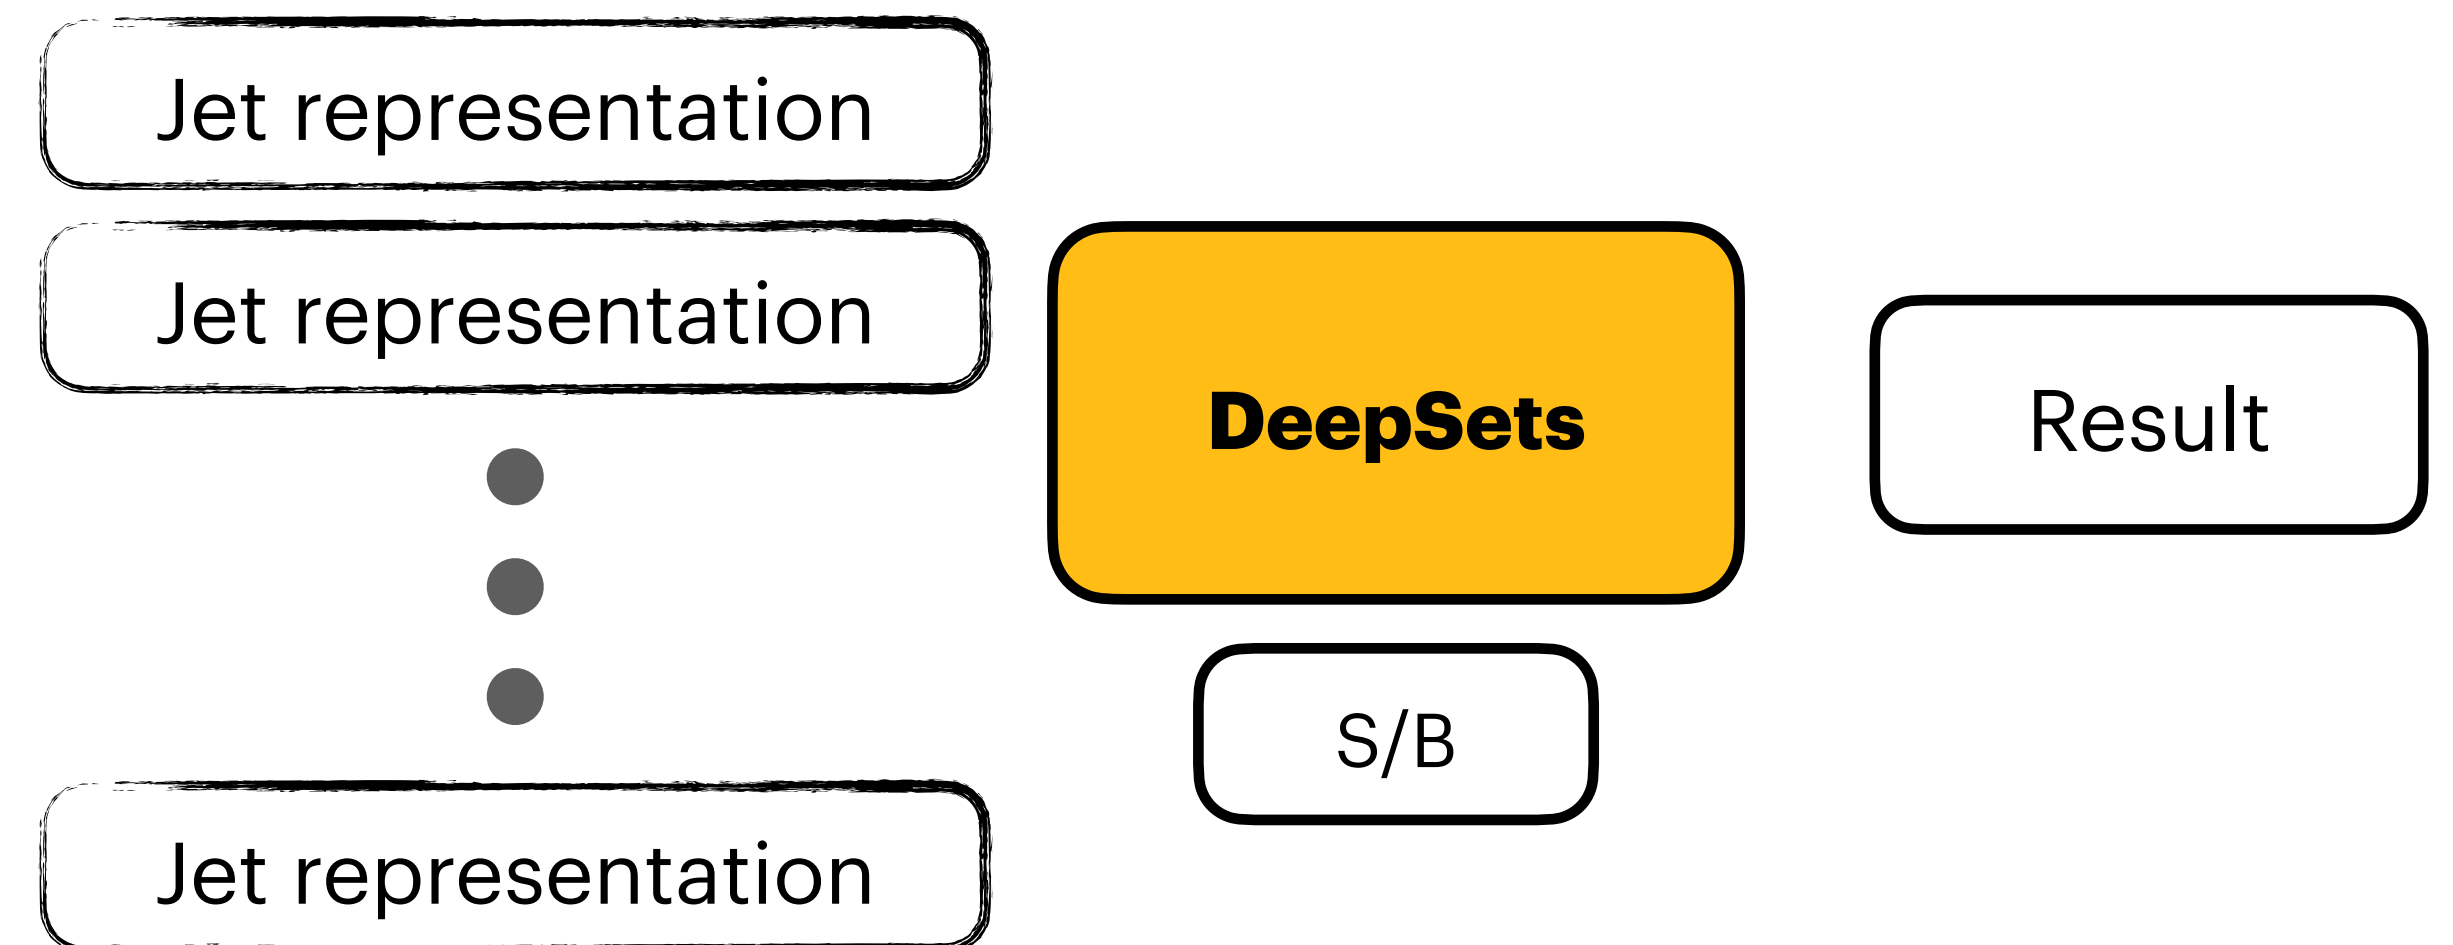 Jet representation
Jet representation
DeepSets
Result
S/B
Jet representation